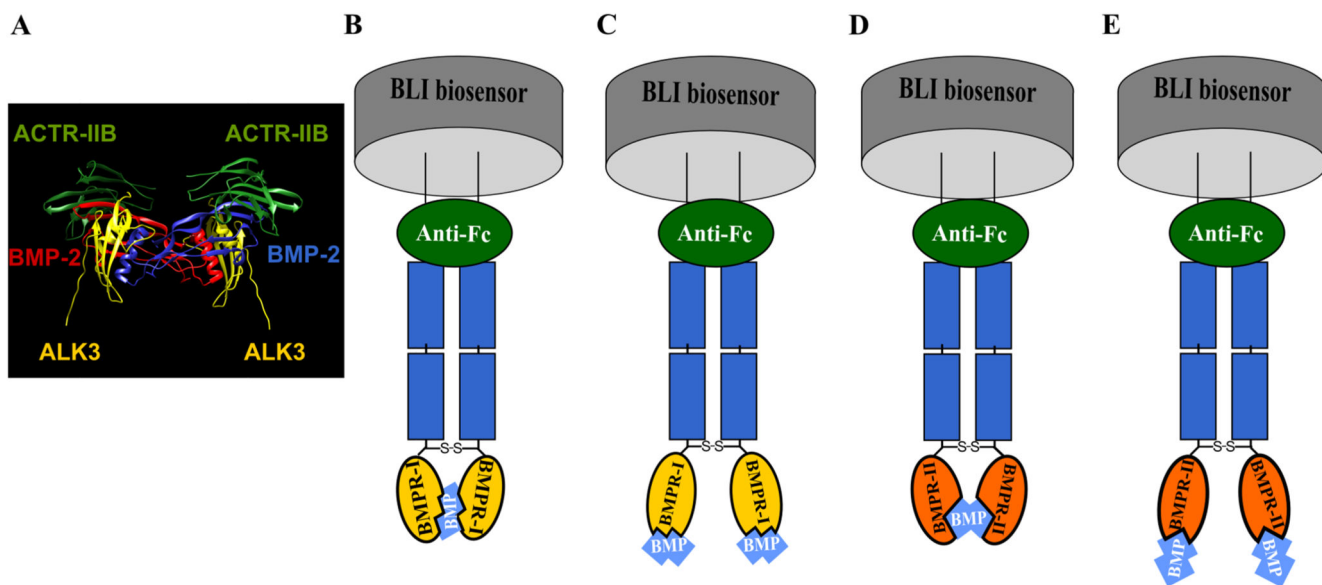 A
B
C
D
E
ACTR-IIB
ACTR-IIB
BMP-2
BMP-2
ALK3
ALK3
BLI biosensor
Anti-Fc
S-S
BMPR-I
BMP
BMPR-I
BLI biosensor
Anti-Fc
S-S
BMPR-I
BMPR-I
BMP
BMP
BLI biosensor
Anti-Fc
S-S
BMPR-II
BMP
BMPR-II
BLI biosensor
Anti-Fc
S-S
BMPR-II
BMPR-II
BMP
BMP